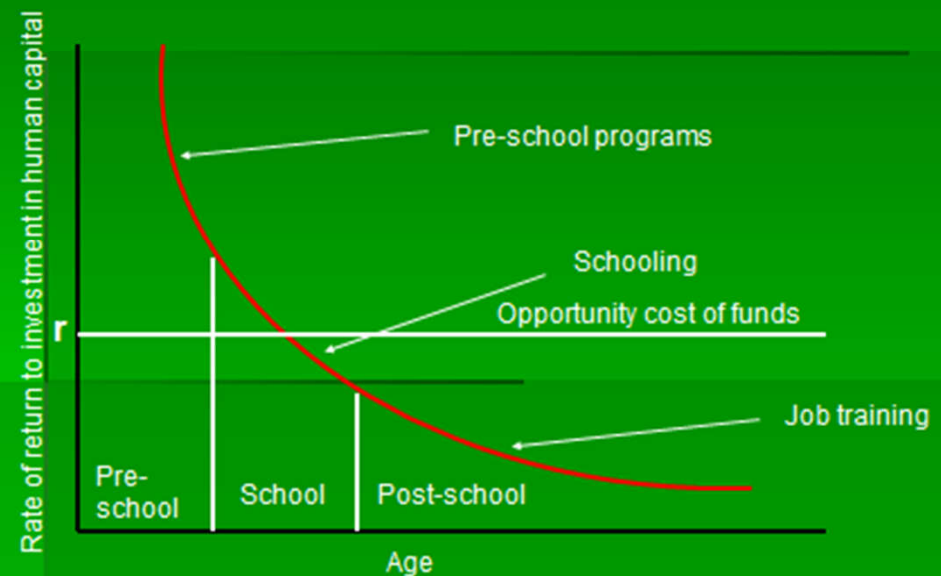 Rate of return to investment in human capital
Pre-school programs
Schooling
Opportunity cost of funds
r
Job training
Pre-
school
School
Post-school
Age